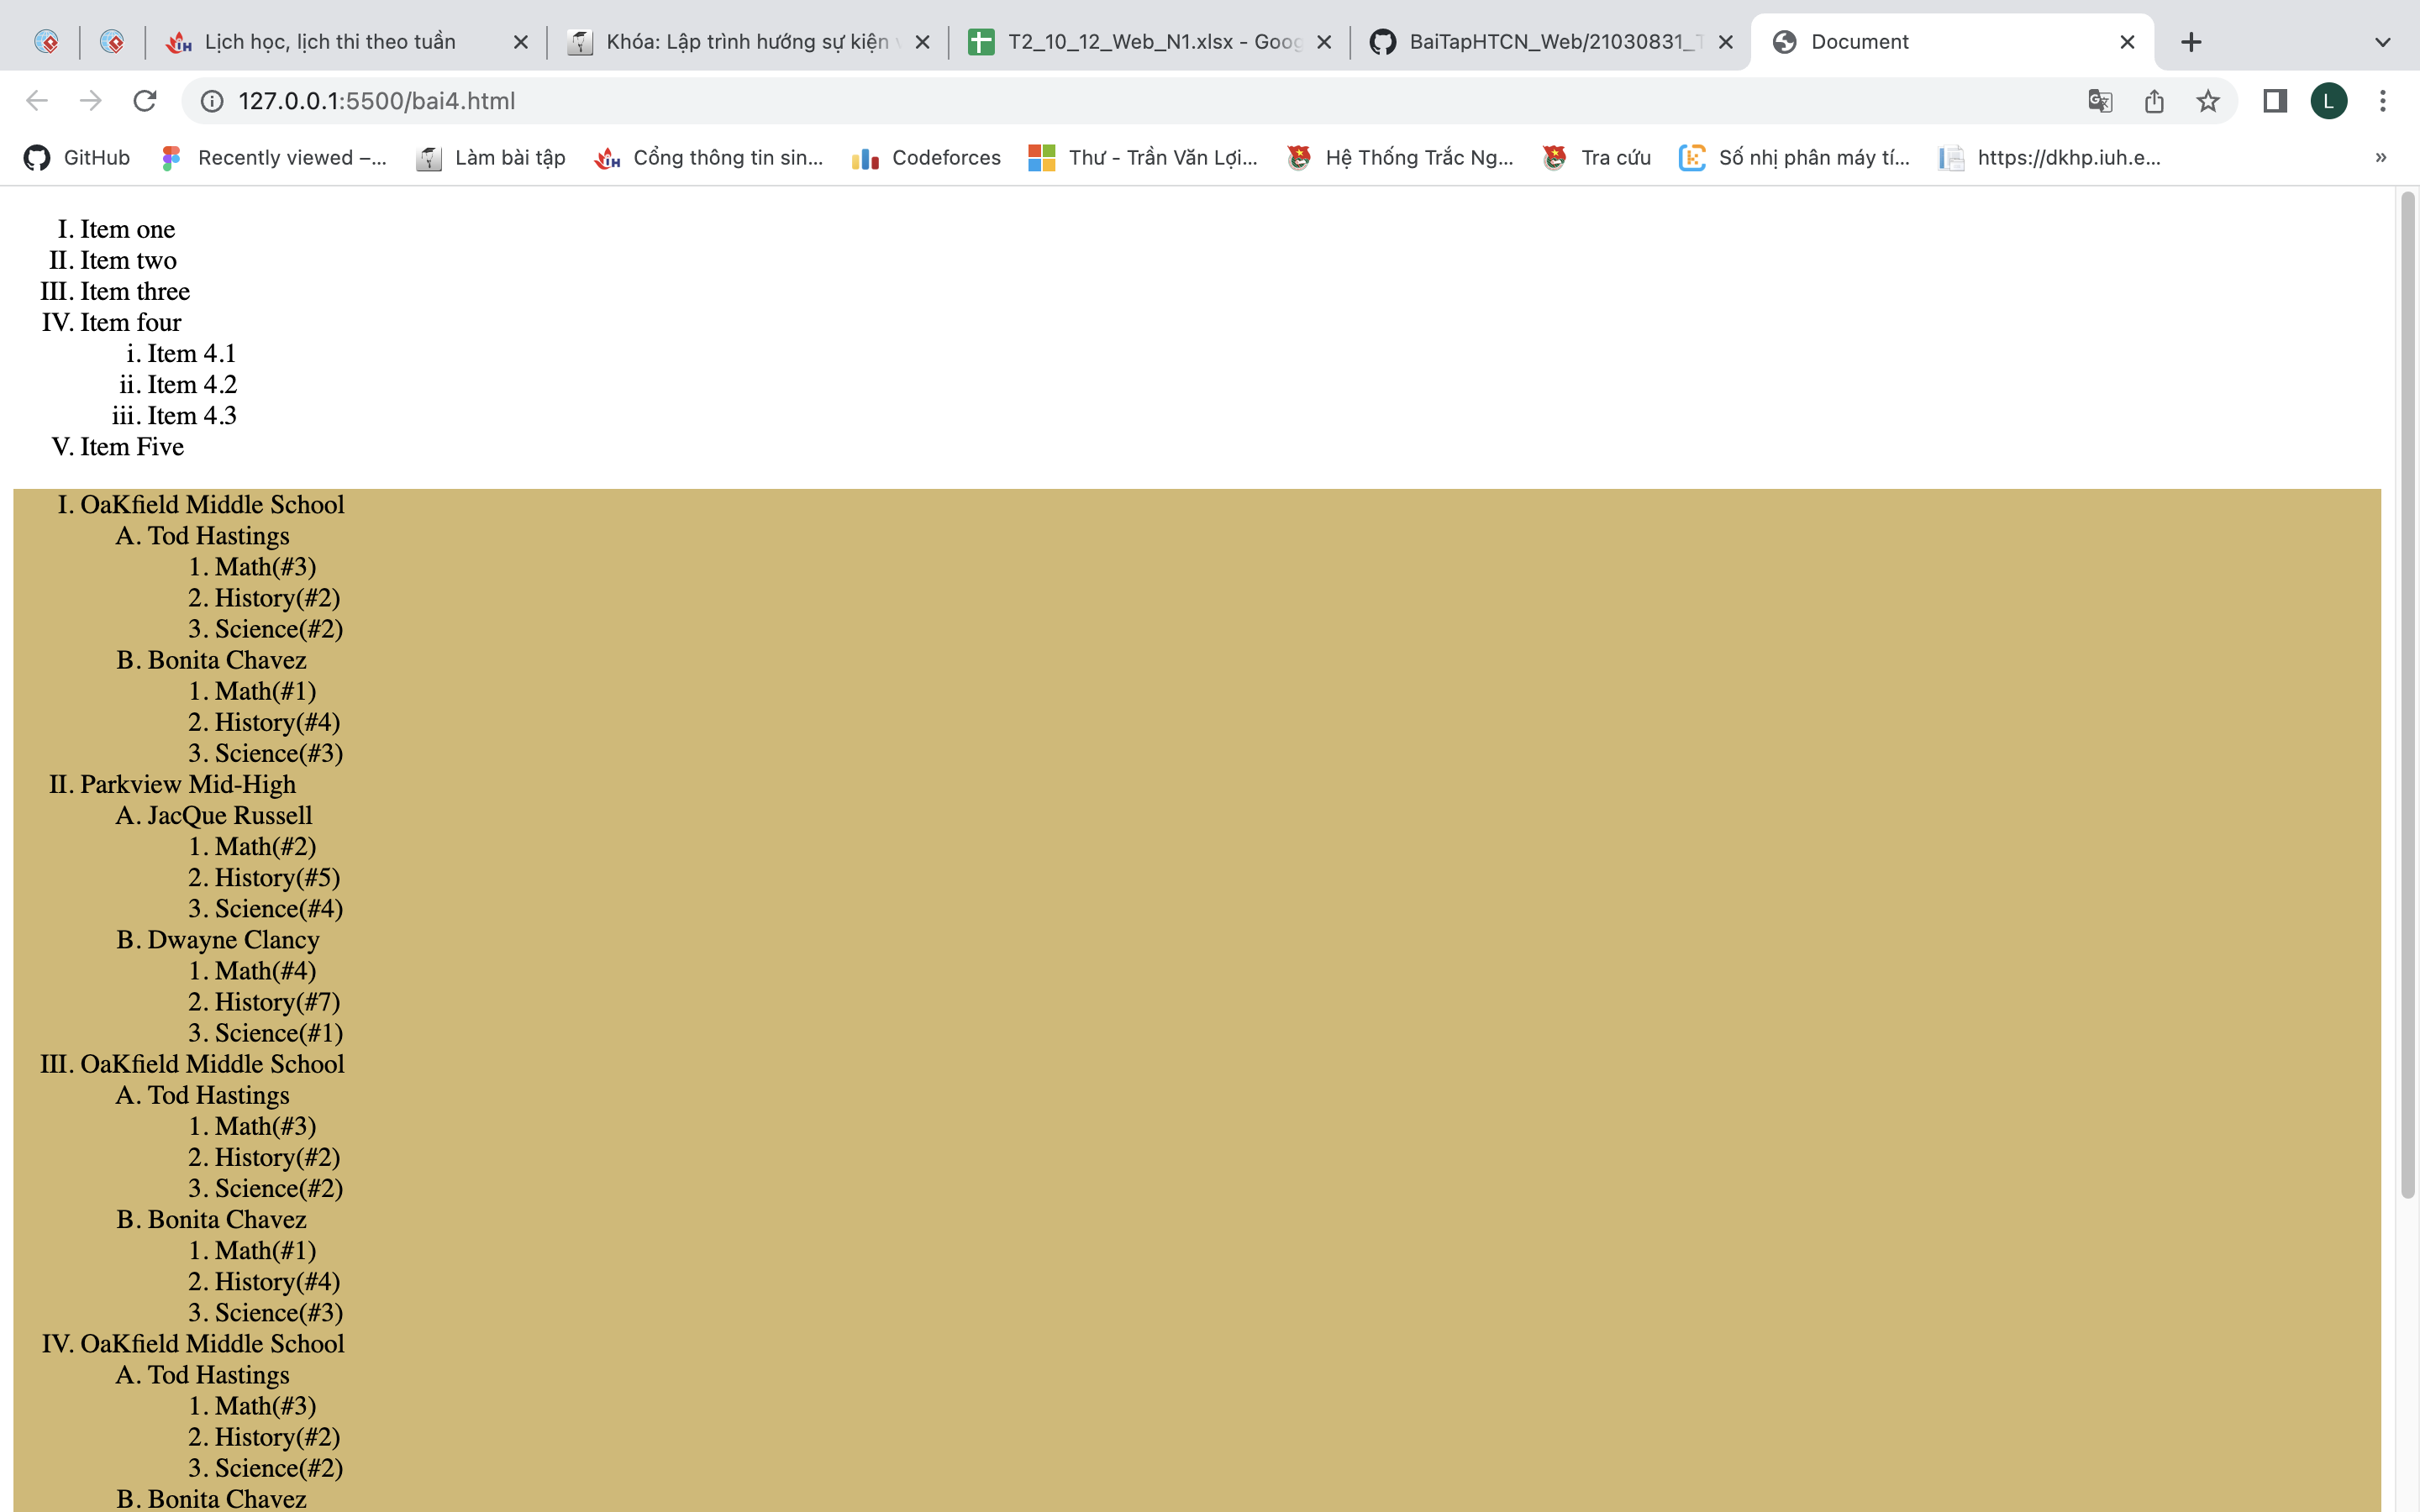 Lịch học, lịch thi theo tuần
Khóa: Lập trình hướng sự kiện
T2_10_12_Web_N1.xlsx - Goog
BaiTapHTCN_Web/21030831_T
Document
127.0.0.1:5500/bai4.html
L
GitHub
Recently viewed –...
Làm bài tập
Cổng thông tin sin...
Codeforces
Thư - Trần Văn Lợi...
Hệ Thống Trắc Ng...
Tra cứu
Số nhị phân máy tí...
https://dkhp.iuh.e...
»
I. Item one
II. Item two
III. Item three
IV. Item four
i. Item 4.1
ii. Item 4.2
iii. Item 4.3
V. Item Five
I. OaKfield Middle School
A. Tod Hastings
1. Math(#3)
2. History(#2)
3. Science(#2)
B. Bonita Chavez
1. Math(#1)
2. History(#4)
3. Science(#3)
II. Parkview Mid-High
A. JacQue Russell
1. Math(#2)
2. History(#5)
3. Science(#4)
B. Dwayne Clancy
1. Math(#4)
2. History(#7)
3. Science(#1)
III. OaKfield Middle School
A. Tod Hastings
1. Math(#3)
2. History(#2)
3. Science(#2)
B. Bonita Chavez
1. Math(#1)
2. History(#4)
3. Science(#3)
IV. OaKfield Middle School
A. Tod Hastings
1. Math(#3)
2. History(#2)
3. Science(#2)
B. Bonita Chavez